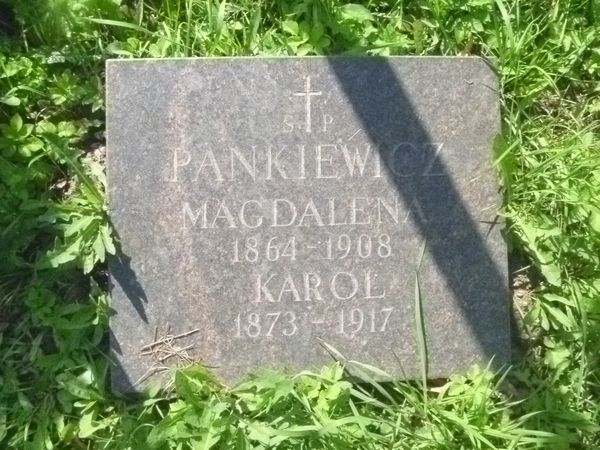 Ś P
PANKIEWICZ
MAGDALENA
1864 - 1908
KAROL
1873 - 1917